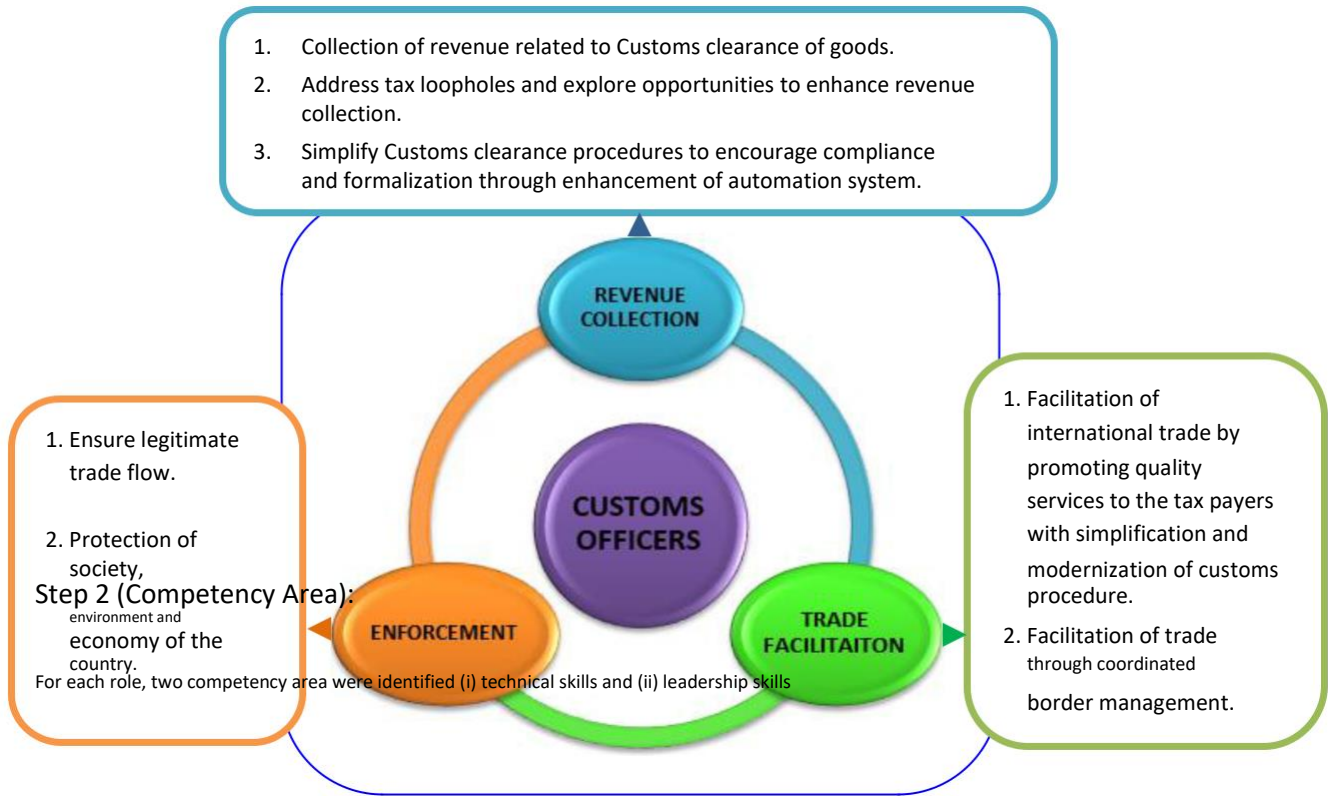 1. Collection of revenue related to Customs clearance of goods.
2. Address tax loopholes and explore opportunities to enhance revenue
collection.
3. Simplify Customs clearance procedures to encourage compliance
and formalization through enhancement of automation system.
REVENUE
COLLECTION
1. Ensure legitimate
trade flow.
2. Protection of
society,
environment and
economy of the
country.
Step 2 (Competency Area):
For each role, two competency area were identified (i) technical skills and (ii) leadership skills
CUSTOMS
OFFICERS
ENFORCEMENT
TRADE
FACILITAITON
1. Facilitation of
international trade by
promoting quality
services to the tax payers
with simplification and
modernization of customs
procedure.
2. Facilitation of trade
through coordinated
border management.